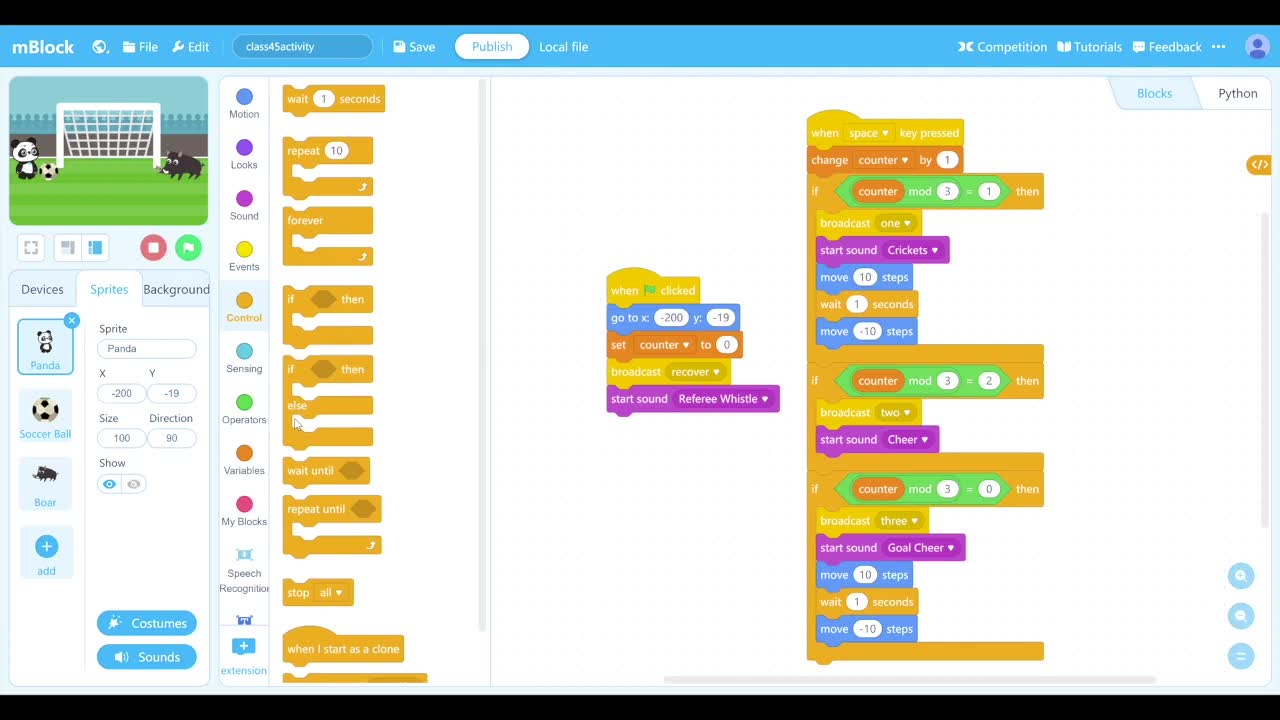 mBlock File Edit class45activity Save Publish Local file Competition Tutorials Feedback
Blocks Python
Devices Sprites Background
Panda
Soccer Ball
Boar
add
Sprite
Panda
X Y
-200 -19
Size Direction
100 90
Show
Costumes
Sounds
Motion
Looks
Sound
Events
Control
Sensing
Operators
Variables
My Blocks
Speech
Recognition
extension
wait 1 seconds
repeat 10
forever
if then
if then
else
wait until
repeat until
stop all
when I start as a clone
when clicked
go to x: -200 y: -19
set counter to 0
broadcast recover
start sound Referee Whistle
when space key pressed
change counter by 1
if counter mod 3 = 1 then
broadcast one
start sound Crickets
move 10 steps
wait 1 seconds
move -10 steps
if counter mod 3 = 2 then
broadcast two
start sound Cheer
if counter mod 3 = 0 then
broadcast three
start sound Goal Cheer
move 10 steps
wait 1 seconds
move -10 steps